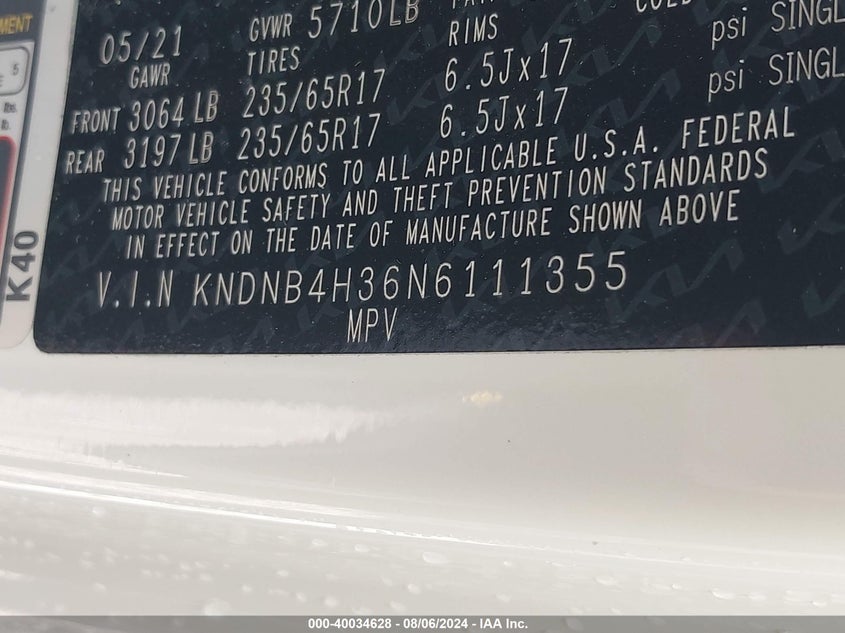 MENT
05/21 GVWR 5710LB
GAWR TIRES RIMS psi SINGL
FRONT 3064 LB 235/65R17 6.5Jx17 psi SINGL
REAR 3197 LB 235/65R17 6.5Jx17
THIS VEHICLE CONFORMS TO ALL APPLICABLE U.S.A. FEDERAL
MOTOR VEHICLE SAFETY AND THEFT PREVENTION STANDARDS
IN EFFECT ON THE DATE OF MANUFACTURE SHOWN ABOVE
V.I.N KNDNB4H36N6111355
MPV
5
lbs.
lb.
K40
000-40034628 - 08/06/2024 - IAA Inc.